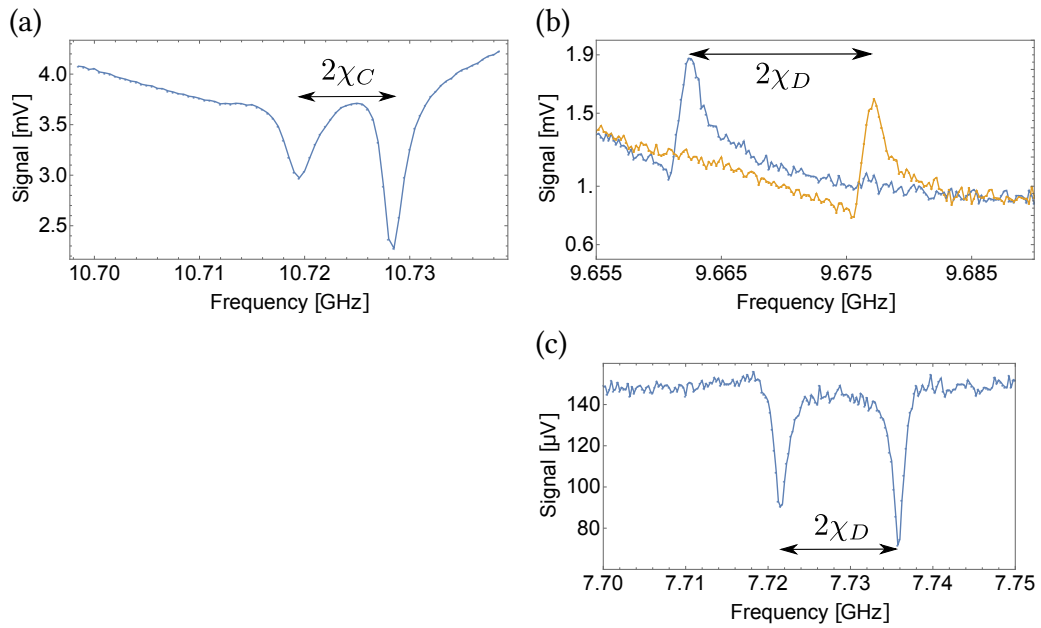 (a)
Signal [mV]
4.0
3.5
3.0
2.5
2χ_C
10.70
10.71
10.72
10.73
Frequency [GHz]
(b)
Signal [mV]
1.9
1.5
1.
0.6
2χ_D
9.655
9.665
9.675
9.685
Frequency [GHz]
(c)
Signal [µV]
140
120
100
80
2χ_D
7.70
7.71
7.72
7.73
7.74
7.75
Frequency [GHz]